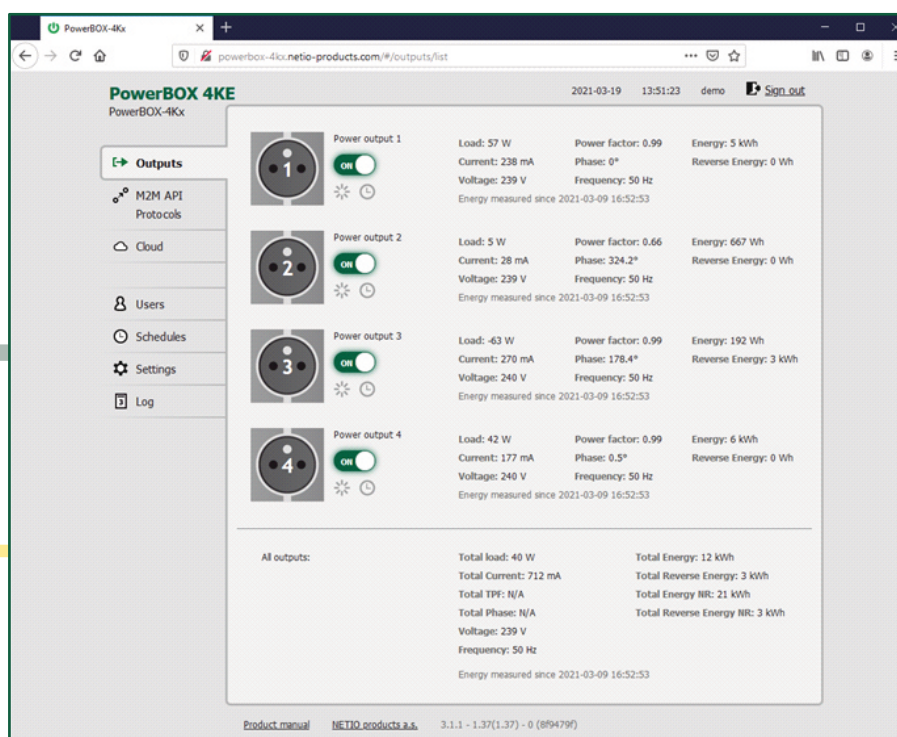 PowerBOX-4Kx
powerbox-4kx.netio-products.com/#/outputs/list
PowerBOX 4KE
PowerBOX-4Kx
2021-03-19 13:51:23 demo Sign out
Outputs
M2M API
Protocols
Cloud
Users
Schedules
Settings
Log
Power output 1
1
ON
Load: 57 W Power factor: 0.99 Energy: 5 kWh
Current: 238 mA Phase: 0° Reverse Energy: 0 Wh
Voltage: 239 V Frequency: 50 Hz
Energy measured since 2021-03-09 16:52:53
Power output 2
2
ON
Load: 5 W Power factor: 0.66 Energy: 667 Wh
Current: 28 mA Phase: 324.2° Reverse Energy: 0 Wh
Voltage: 239 V Frequency: 50 Hz
Energy measured since 2021-03-09 16:52:53
Power output 3
3
ON
Load: -63 W Power factor: 0.99 Energy: 192 Wh
Current: 270 mA Phase: 178.4° Reverse Energy: 3 kWh
Voltage: 240 V Frequency: 50 Hz
Energy measured since 2021-03-09 16:52:53
Power output 4
4
ON
Load: 42 W Power factor: 0.99 Energy: 6 kWh
Current: 177 mA Phase: 0.5° Reverse Energy: 0 Wh
Voltage: 240 V Frequency: 50 Hz
Energy measured since 2021-03-09 16:52:53
All outputs:
Total load: 40 W Total Energy: 12 kWh
Total Current: 712 mA Total Reverse Energy: 3 kWh
Total TPF: N/A Total Energy NR: 21 kWh
Total Phase: N/A Total Reverse Energy NR: 3 kWh
Voltage: 239 V
Frequency: 50 Hz
Energy measured since 2021-03-09 16:52:53
Product manual NETIO products a.s. 3.1.1 - 1.37(1.37) - 0 (8f9479f)